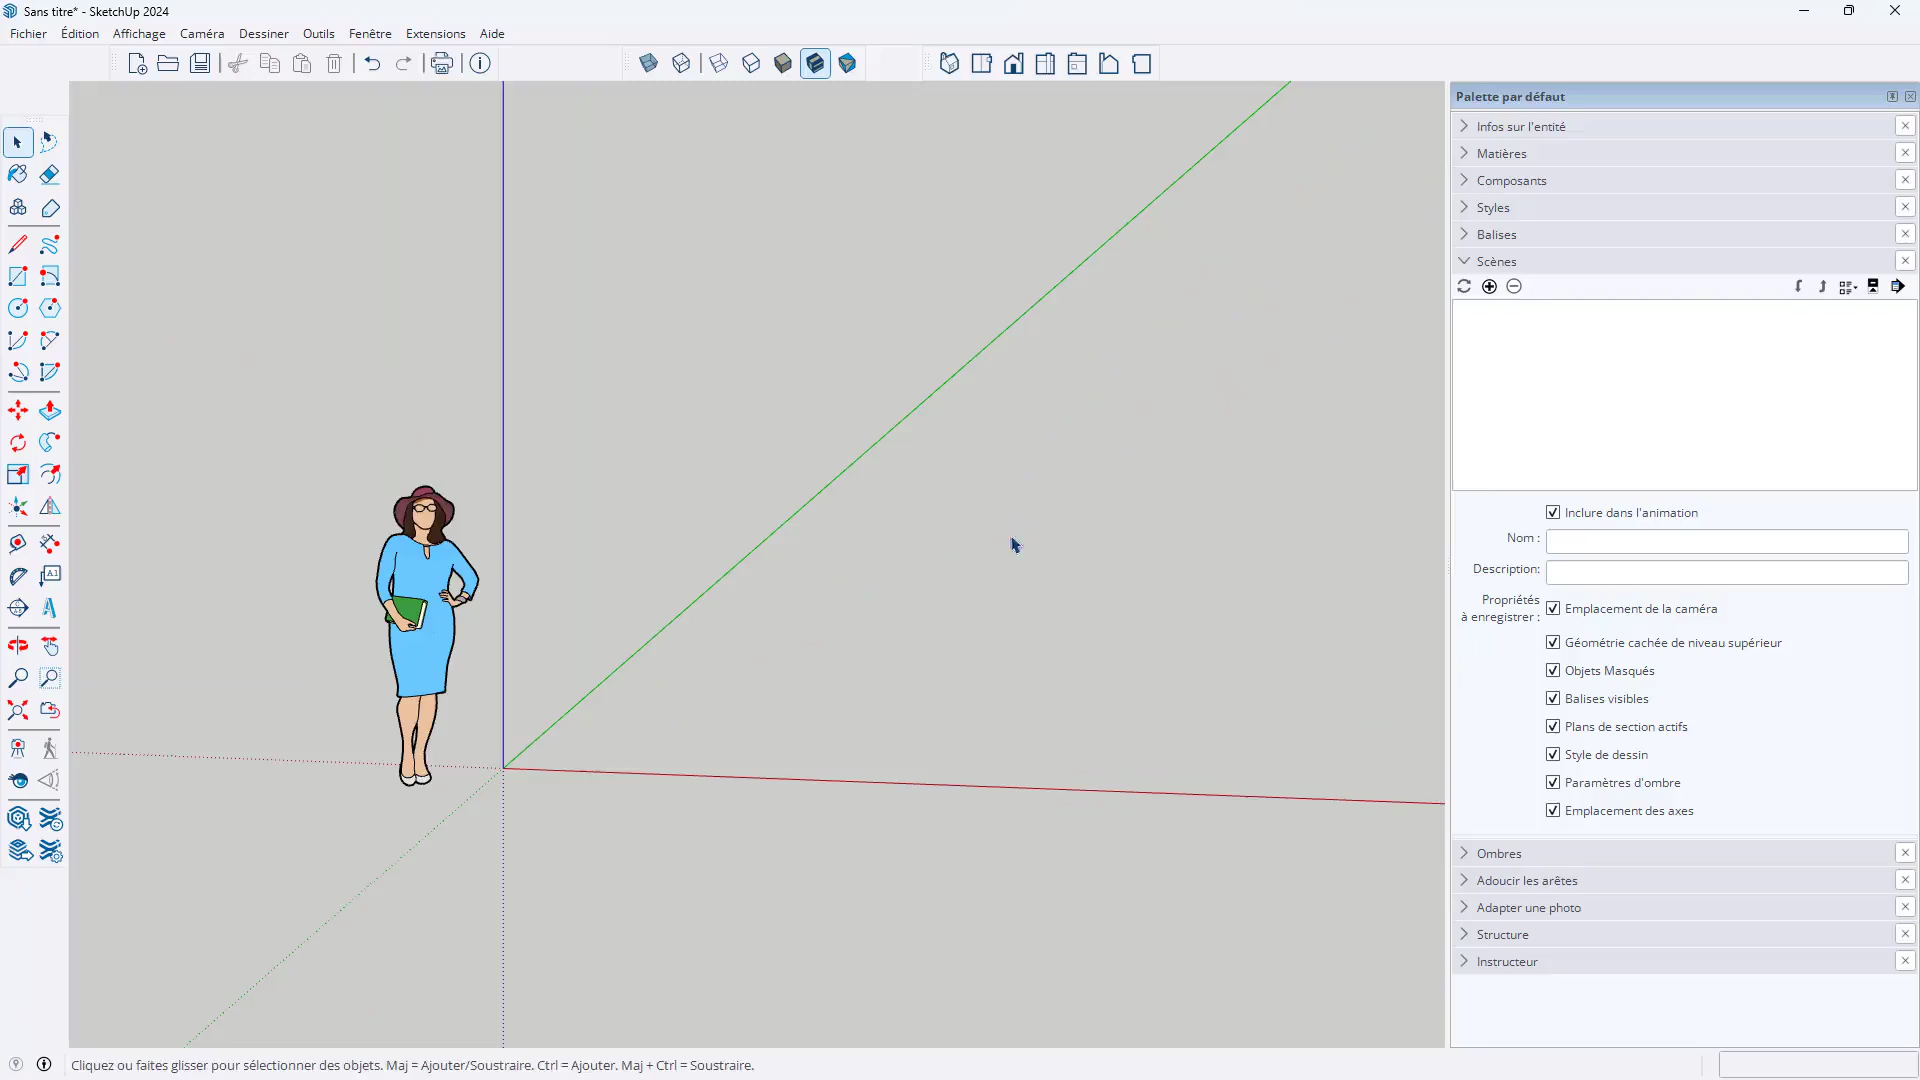 Sans titre* - SketchUp 2024
Fichier Édition Affichage Caméra Dessiner Outils Fenêtre Extensions Aide
Palette par défaut
Infos sur l'entité
Matières
Composants
Styles
Balises
Scènes
Inclure dans l'animation
Nom :
Description:
Propriétés
à enregistrer :
Emplacement de la caméra
Géométrie cachée de niveau supérieur
Objets Masqués
Balises visibles
Plans de section actifs
Style de dessin
Paramètres d'ombre
Emplacement des axes
Ombres
Adoucir les arêtes
Adapter une photo
Structure
Instructeur
Cliquez ou faites glisser pour sélectionner des objets. Maj = Ajouter/Soustraire. Ctrl = Ajouter. Maj + Ctrl = Soustraire.